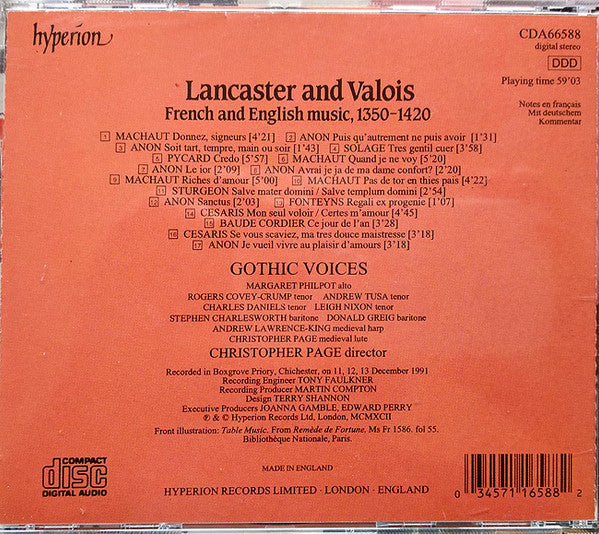 hyperion
CDA66588
digital stereo
DDD
Playing time 59'03
Lancaster and Valois
French and English music, 1350-1420
Notes en français
Mit deutschem
Kommentar
1 MACHAUT Donnez, signeurs [4'21] 2 ANON Puis qu'autrement ne puis avoir [1'31]
3 ANON Soit tart, tempre, main ou soir [1'43] 4 SOLAGE Tres gentil cuer [3'58]
5 PYCARD Credo [5'57] 6 MACHAUT Quand je ne voy [5'20]
7 ANON Le ior [2'09] 8 ANON Avrai je ja de ma dame confort? [2'20]
9 MACHAUT Riches d'amour [5'00] 10 MACHAUT Pas de tor en thies pais [4'22]
11 STURGEON Salve mater domini / Salve templum domini [2'54]
12 ANON Sanctus [2'03] 13 FONTEYNS Regali ex progenie [1'07]
14 CESARIS Mon seul voloir / Certes m'amour [4'45]
15 BAUDE CORDIER Ce jour de l'an [3'28]
16 CESARIS Se vous scaviez, ma tres douce maistresse [3'18]
17 ANON Je vueil vivre au plaisir d'amours [3'18]
GOTHIC VOICES
MARGARET PHILPOT alto
ROGERS COVEY-CRUMP tenor ANDREW TUSA tenor
CHARLES DANIELS tenor LEIGH NIXON tenor
STEPHEN CHARLESWORTH baritone DONALD GREIG baritone
ANDREW LAWRENCE-KING medieval harp
CHRISTOPHER PAGE medieval lute
CHRISTOPHER PAGE director
Recorded in Boxgrove Priory, Chichester, on 11, 12, 13 December 1991
Recording Engineer TONY FAULKNER
Recording Producer MARTIN COMPTON
Design TERRY SHANNON
Executive Producers JOANNA GAMBLE, EDWARD PERRY
℗ & © Hyperion Records Ltd, London, MCMXCII
Front illustration: Table Music. From Remède de Fortune, Ms Fr 1586. fol 55.
Bibliothèque Nationale, Paris.
COMPACT
disc
DIGITAL AUDIO
MADE IN ENGLAND
HYPERION RECORDS LIMITED · LONDON · ENGLAND
0 34571 16588 2